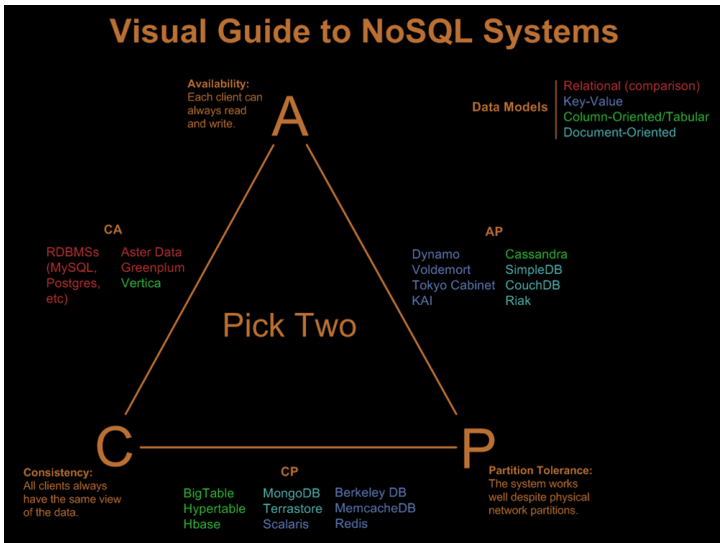 Visual Guide to NoSQL Systems
Availability:
Each client can
always read
and write.
A
Data Models
Relational (comparison)
Key-Value
Column-Oriented/Tabular
Document-Oriented
CA
RDBMSs
(MySQL,
Postgres,
etc)
Aster Data
Greenplum
Vertica
AP
Dynamo
Voldemort
Tokyo Cabinet
KAI
Cassandra
SimpleDB
CouchDB
Riak
Pick Two
C
P
Consistency:
All clients always
have the same view
of the data.
CP
BigTable
Hypertable
Hbase
MongoDB
Terrastore
Scalaris
Berkeley DB
MemcacheDB
Redis
Partition Tolerance:
The system works
well despite physical
network partitions.